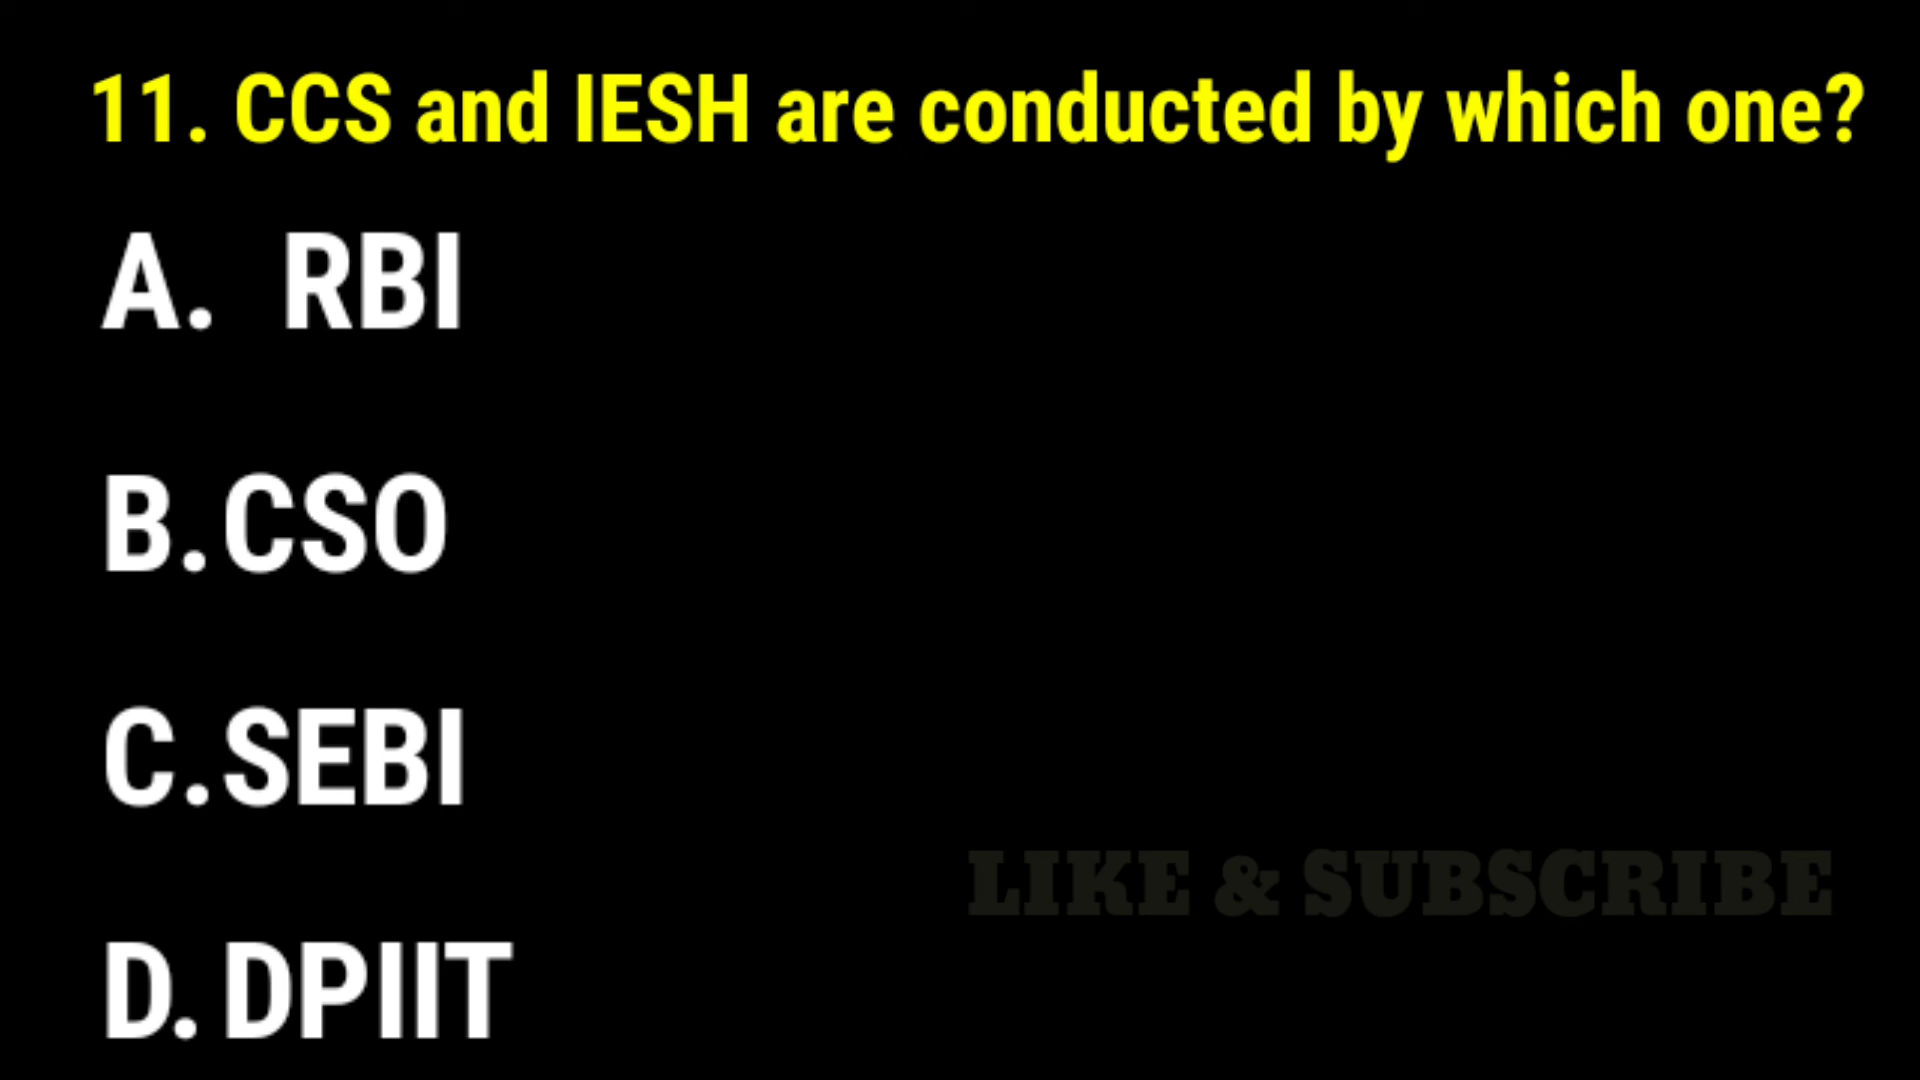 11. CCS and IESH are conducted by which one?
A. RBI
B. CSO
C. SEBI
LIKE & SUBSCRIBE
D. DPIIT